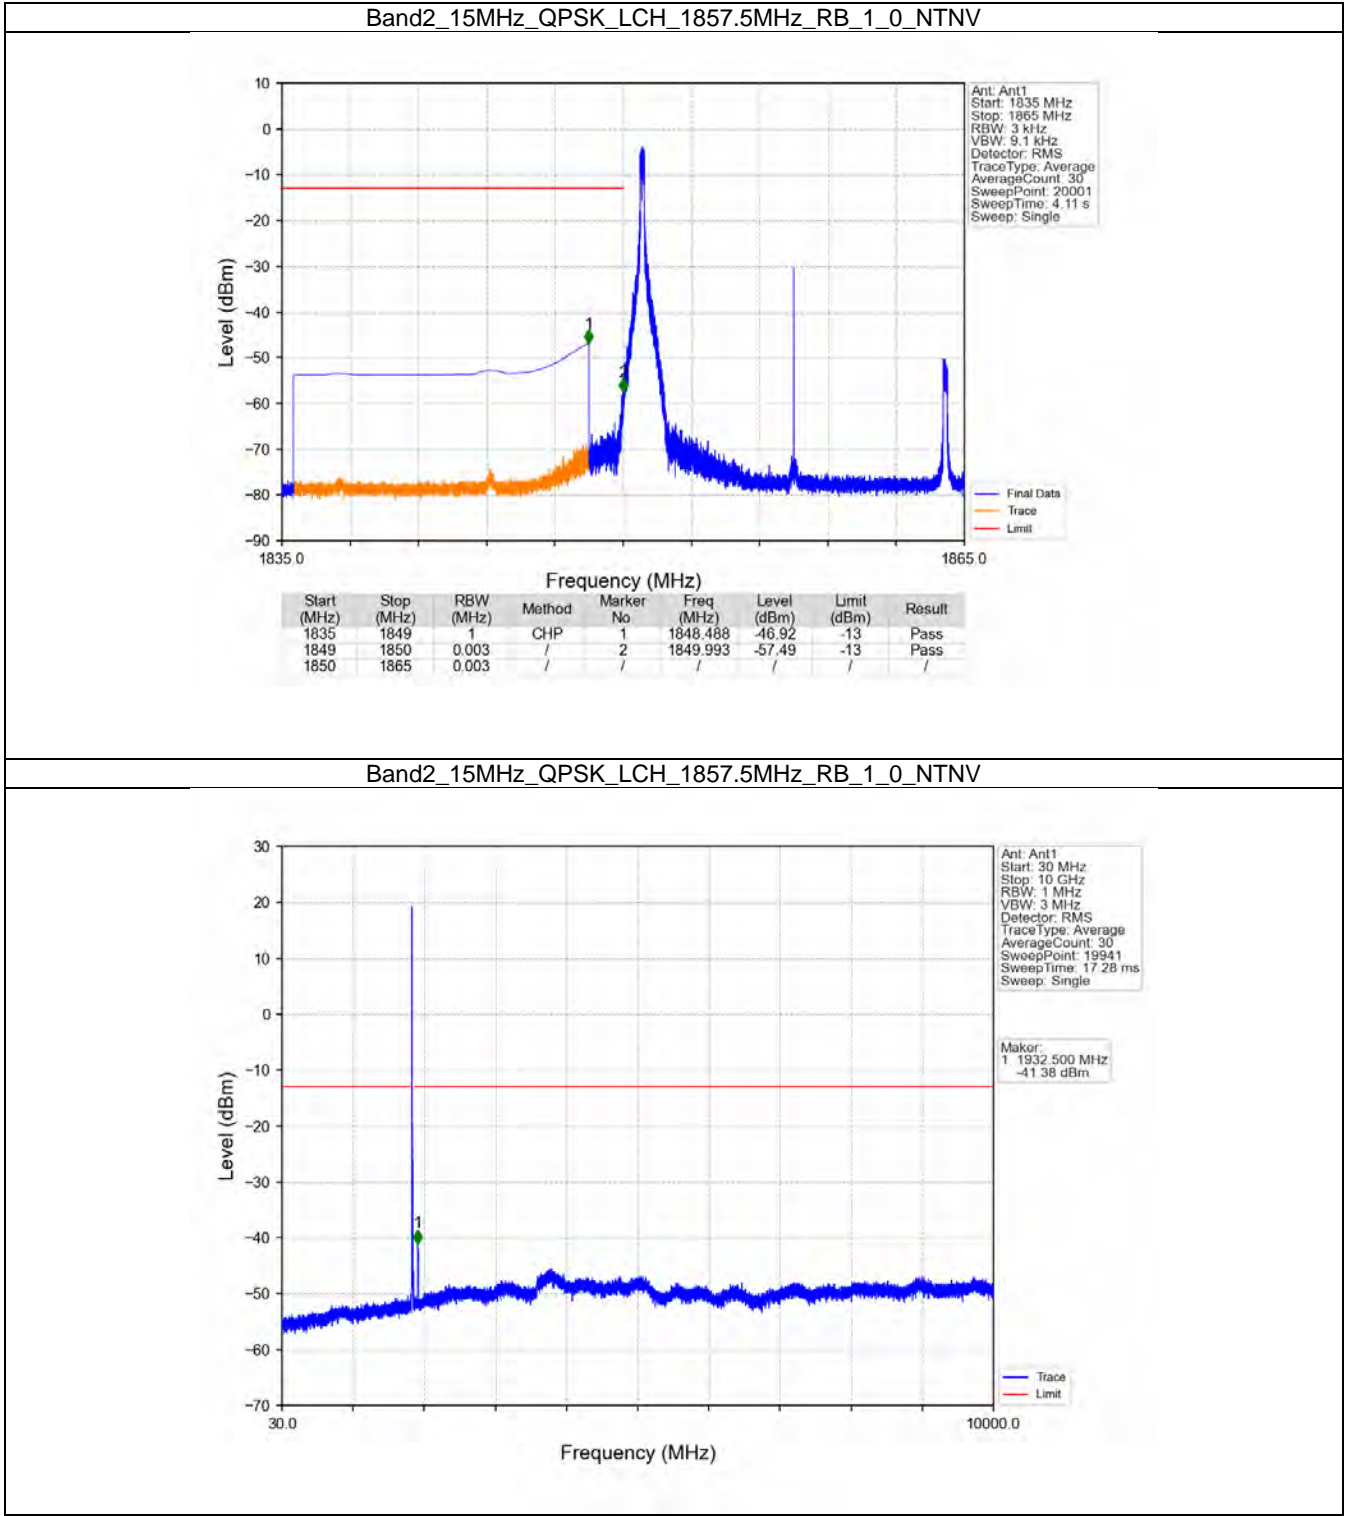 Band2_15MHz_QPSK_LCH_1857.5MHz_RB_1_0_NTNV
10
0
−10
−20
−30
−40
−50
−60
−70
−80
−90
Level (dBm)
1
2
1835.0
1865.0
Frequency (MHz)
Ant: Ant1
Start: 1835 MHz
Stop: 1865 MHz
RBW: 3 kHz
VBW: 9.1 kHz
Detector: RMS
TraceType: Average
AverageCount: 30
SweepPoint: 20001
SweepTime: 4.11 s
Sweep: Single
Final Data
Trace
Limit
Start (MHz) Stop (MHz) RBW (MHz) Method Marker No Freq (MHz) Level (dBm) Limit (dBm) Result
1835 1849 1 CHP 1 1848.488 -46.92 -13 Pass
1849 1850 0.003 / 2 1849.993 -57.49 -13 Pass
1850 1865 0.003 / / / / / /
Band2_15MHz_QPSK_LCH_1857.5MHz_RB_1_0_NTNV
30
20
10
0
−10
−20
−30
−40
−50
−60
−70
Level (dBm)
1
30.0
10000.0
Frequency (MHz)
Ant: Ant1
Start: 30 MHz
Stop: 10 GHz
RBW: 1 MHz
VBW: 3 MHz
Detector: RMS
TraceType: Average
AverageCount: 30
SweepPoint: 19941
SweepTime: 17.28 ms
Sweep: Single
Maker:
1 1932.500 MHz
-41.38 dBm
Trace
Limit